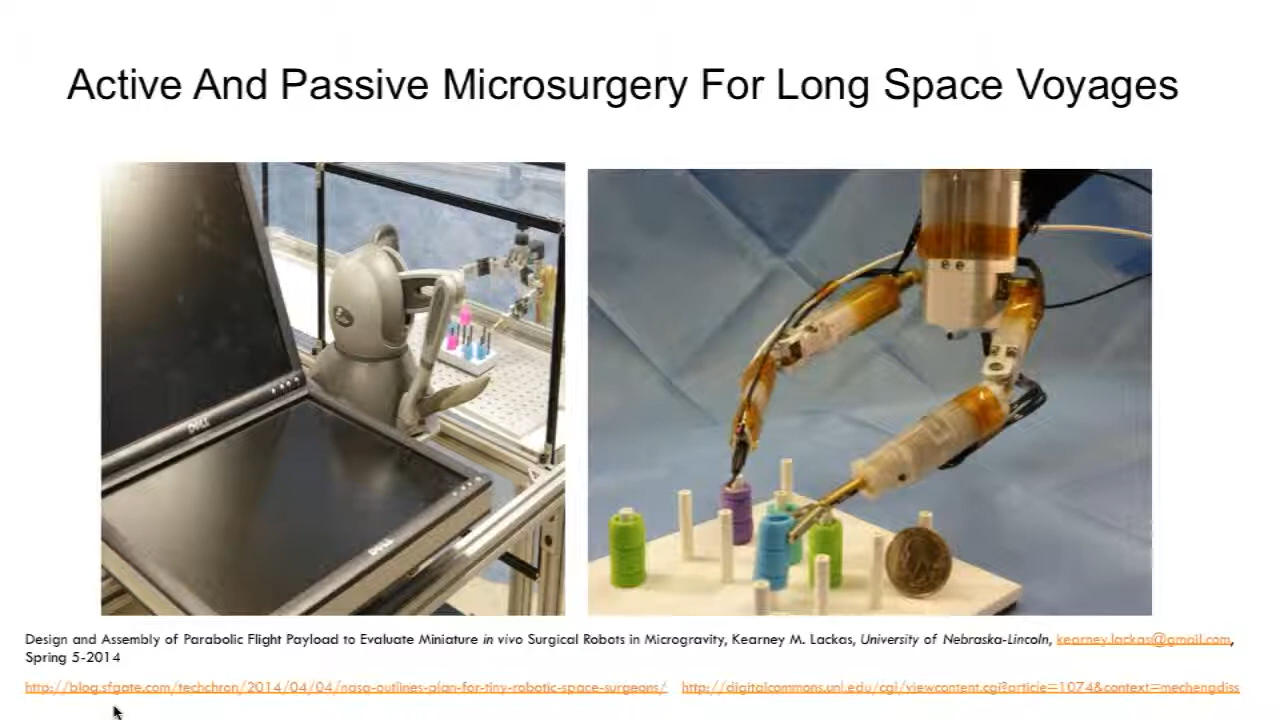 Active And Passive Microsurgery For Long Space Voyages
DELL
DELL
Design and Assembly of Parabolic Flight Payload to Evaluate Miniature in vivo Surgical Robots in Microgravity, Kearney M. Lackas, University of Nebraska-Lincoln, kearney.lackas@gmail.com,
Spring 5-2014
http://blog.sfgate.com/techchron/2014/04/04/nasa-outlines-plan-for-tiny-robotic-space-surgeons/ http://digitalcommons.unl.edu/cgi/viewcontent.cgi?article=1074&context=mechengdiss